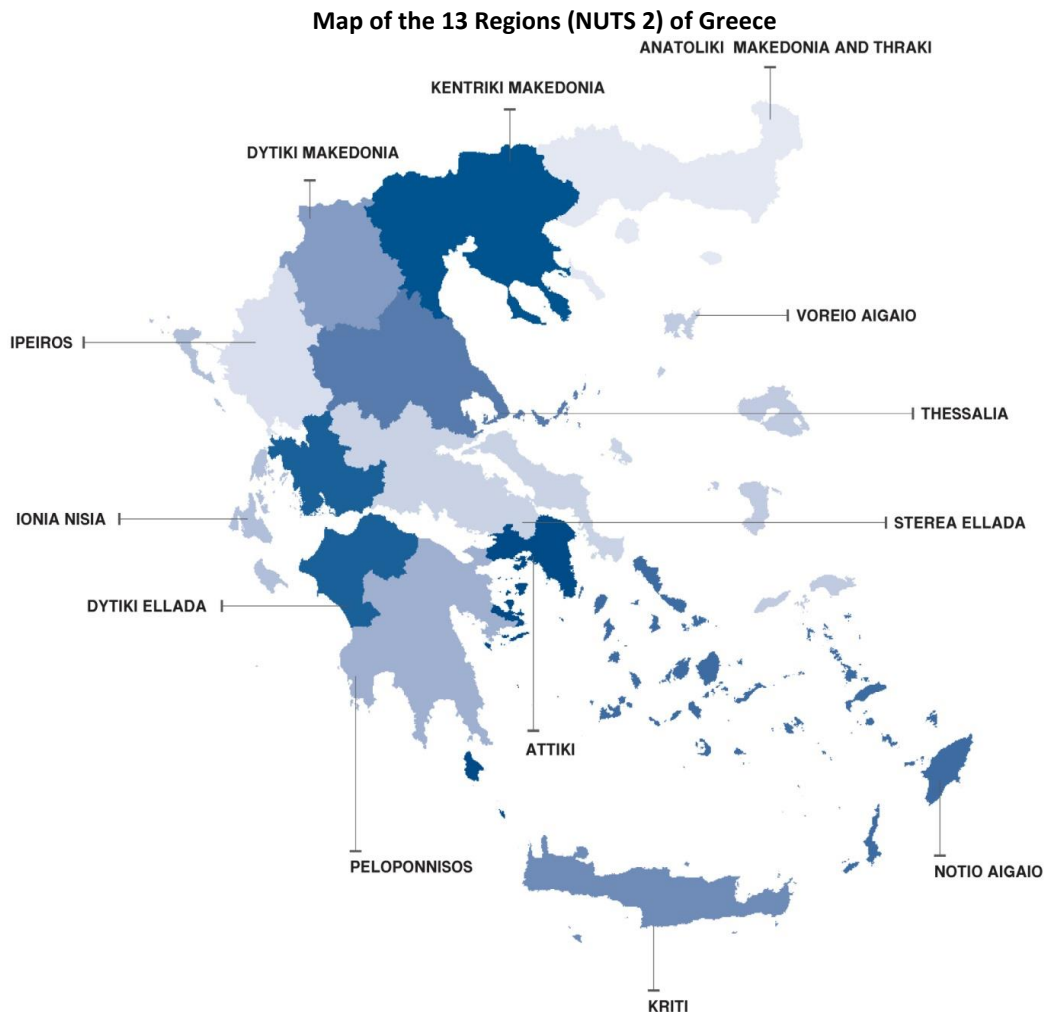 Map of the 13 Regions (NUTS 2) of Greece
ANATOLIKI MAKEDONIA AND THRAKI
KENTRIKI MAKEDONIA
DYTIKI MAKEDONIA
VOREIO AIGAIO
IPEIROS
THESSALIA
IONIA NISIA
STEREA ELLADA
DYTIKI ELLADA
ATTIKI
PELOPONNISOS
NOTIO AIGAIO
KRITI